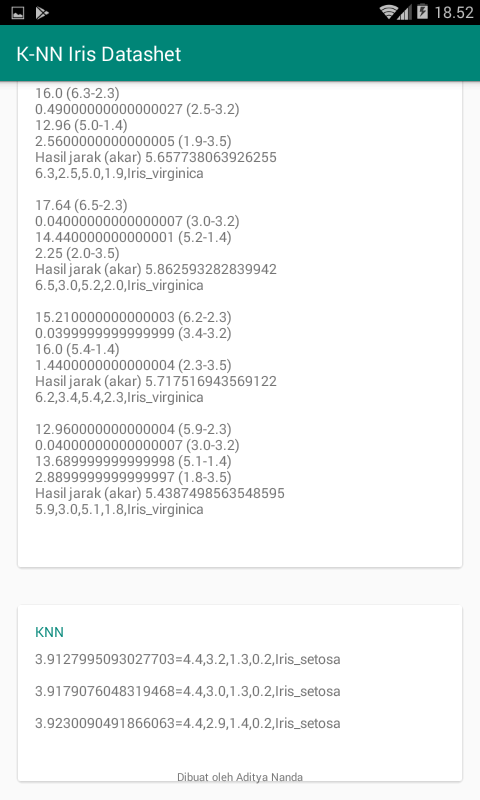 18.52
K-NN Iris Datashet
16.0 (6.3-2.3)
0.49000000000000027 (2.5-3.2)
12.96 (5.0-1.4)
2.5600000000000005 (1.9-3.5)
Hasil jarak (akar) 5.657738063926255
6.3,2.5,5.0,1.9,Iris_virginica
17.64 (6.5-2.3)
0.04000000000000007 (3.0-3.2)
14.440000000000001 (5.2-1.4)
2.25 (2.0-3.5)
Hasil jarak (akar) 5.862593282839942
6.5,3.0,5.2,2.0,Iris_virginica
15.210000000000003 (6.2-2.3)
0.0399999999999999 (3.4-3.2)
16.0 (5.4-1.4)
1.4400000000000004 (2.3-3.5)
Hasil jarak (akar) 5.717516943569122
6.2,3.4,5.4,2.3,Iris_virginica
12.960000000000004 (5.9-2.3)
0.04000000000000007 (3.0-3.2)
13.689999999999998 (5.1-1.4)
2.8899999999999997 (1.8-3.5)
Hasil jarak (akar) 5.4387498563548595
5.9,3.0,5.1,1.8,Iris_virginica
KNN
3.9127995093027703=4.4,3.2,1.3,0.2,Iris_setosa
3.9179076048319468=4.4,3.0,1.3,0.2,Iris_setosa
3.9230090491866063=4.4,2.9,1.4,0.2,Iris_setosa
Dibuat oleh Aditya Nanda